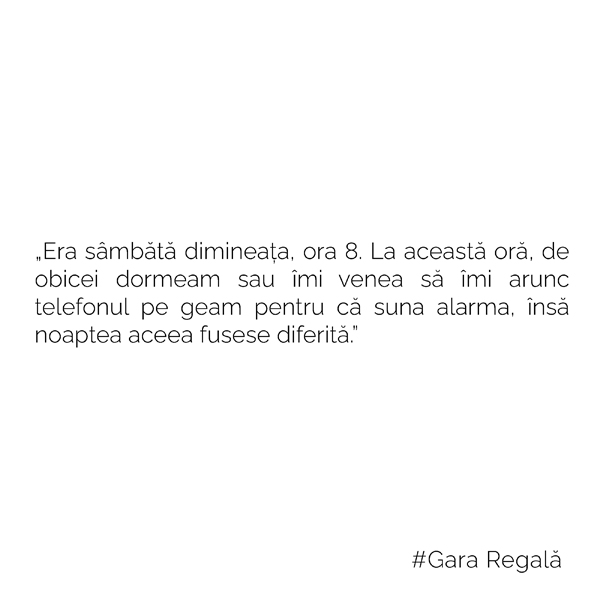 „Era sâmbătă dimineața, ora 8. La această oră, de
obicei dormeam sau îmi venea să îmi arunc
telefonul pe geam pentru că suna alarma, însă
noaptea aceea fusese diferită.”
#Gara Regală